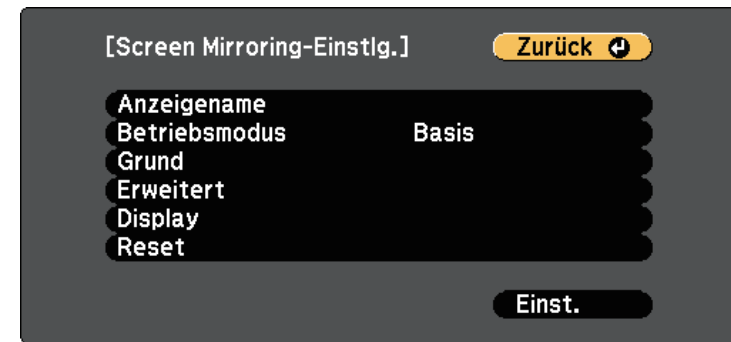 [Screen Mirroring-Einstlg.] Zurück
Anzeigename
Betriebsmodus Basis
Grund
Erweitert
Display
Reset
Einst.